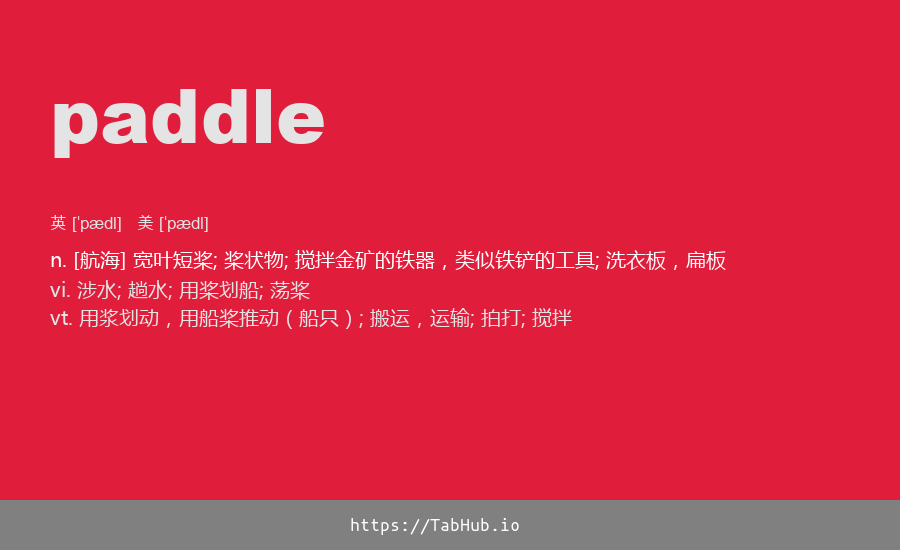 paddle
英 [ˈpædl] 美 [ˈpædl]
n. [航海] 宽叶短桨; 桨状物; 搅拌金矿的铁器，类似铁铲的工具; 洗衣板，扁板
vi. 涉水; 趟水; 用桨划船; 荡桨
vt. 用桨划动，用船桨推动（船只）; 搬运，运输; 拍打; 搅拌
https://TabHub.io